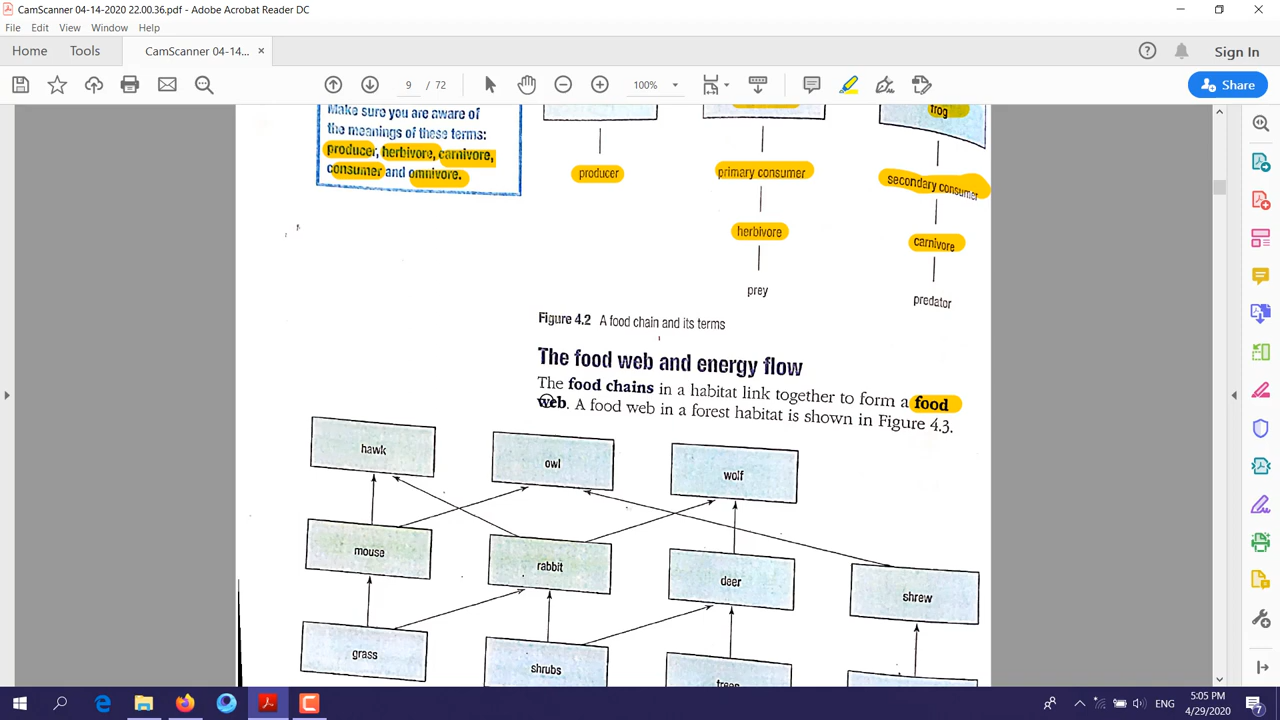 CamScanner 04-14-2020 22.00.36.pdf - Adobe Acrobat Reader DC
File Edit View Window Help
Home Tools CamScanner 04-14... ×
? Sign In
9 / 72 100% Share
Make sure you are aware of
the meanings of these terms:
producer, herbivore, carnivore,
consumer and omnivore.
frog
producer
primary consumer
secondary consumer
herbivore
carnivore
prey
predator
Figure 4.2 A food chain and its terms
The food web and energy flow
The food chains in a habitat link together to form a food
web. A food web in a forest habitat is shown in Figure 4.3.
hawk
owl
wolf
mouse
rabbit
deer
shrew
grass
shrubs
trees
ENG
5:05 PM
4/29/2020
7